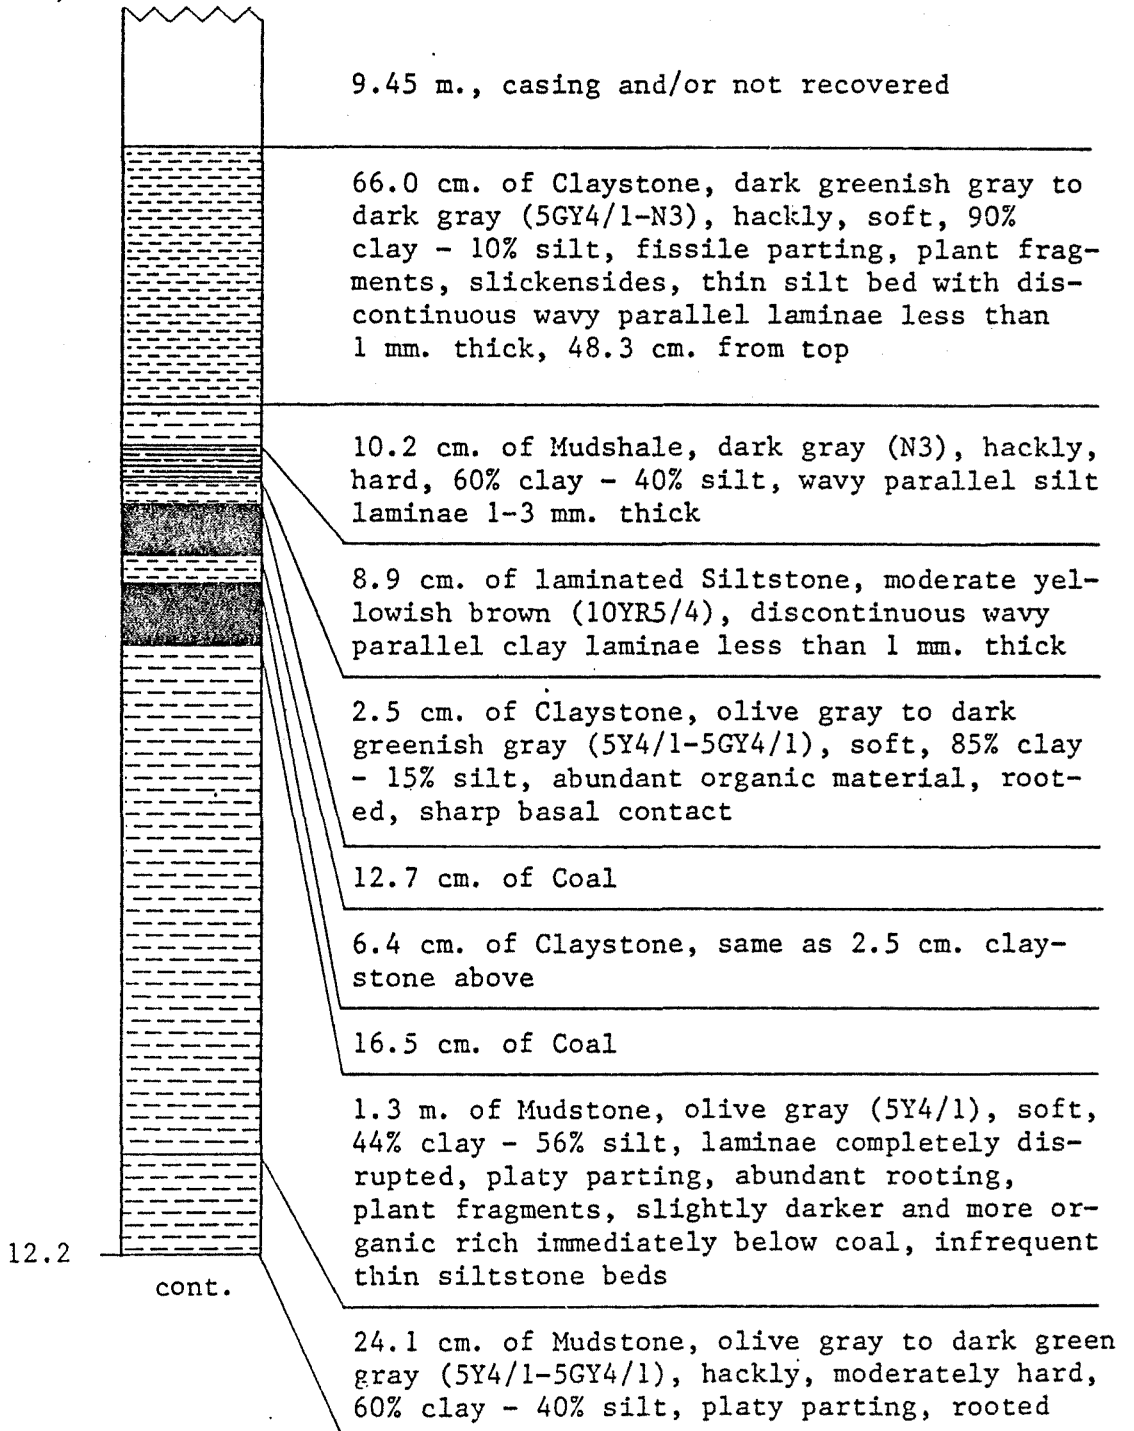 9.45 m., casing and/or not recovered
66.0 cm. of Claystone, dark greenish gray to
dark gray (5GY4/1-N3), hackly, soft, 90%
clay - 10% silt, fissile parting, plant frag-
ments, slickensides, thin silt bed with dis-
continuous wavy parallel laminae less than
1 mm. thick, 48.3 cm. from top
10.2 cm. of Mudshale, dark gray (N3), hackly,
hard, 60% clay - 40% silt, wavy parallel silt
laminae 1-3 mm. thick
8.9 cm. of laminated Siltstone, moderate yel-
lowish brown (10YR5/4), discontinuous wavy
parallel clay laminae less than 1 mm. thick
2.5 cm. of Claystone, olive gray to dark
greenish gray (5Y4/1-5GY4/1), soft, 85% clay
- 15% silt, abundant organic material, root-
ed, sharp basal contact
12.7 cm. of Coal
6.4 cm. of Claystone, same as 2.5 cm. clay-
stone above
16.5 cm. of Coal
1.3 m. of Mudstone, olive gray (5Y4/1), soft,
44% clay - 56% silt, laminae completely dis-
rupted, platy parting, abundant rooting,
plant fragments, slightly darker and more or-
ganic rich immediately below coal, infrequent
thin siltstone beds
12.2
cont.
24.1 cm. of Mudstone, olive gray to dark green
gray (5Y4/1-5GY4/1), hackly, moderately hard,
60% clay - 40% silt, platy parting, rooted